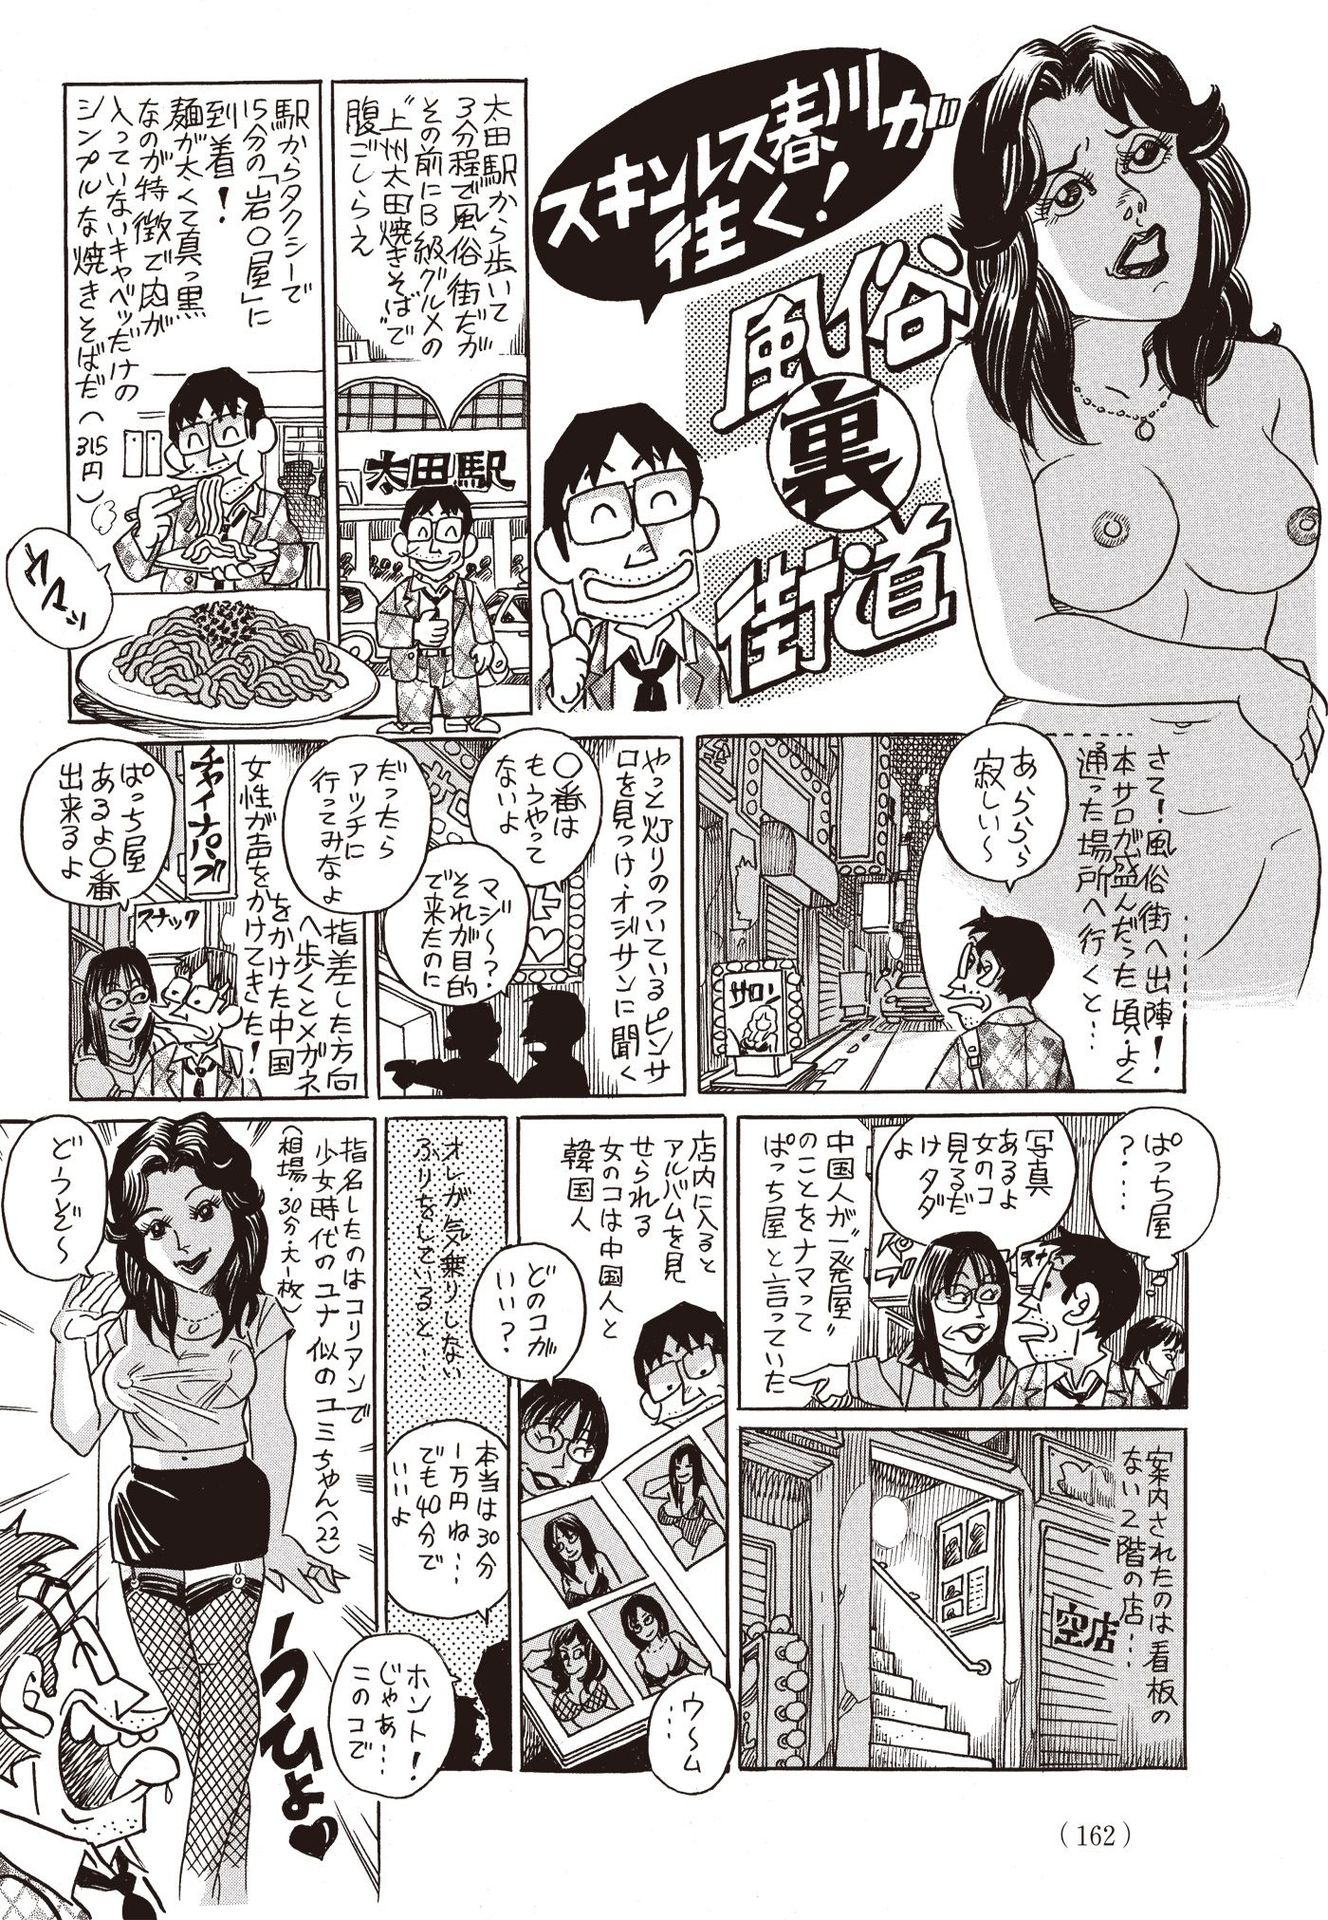 スキンレス春川が
往く!
風俗
裏
街道
太田駅から歩いて
3分程で風俗街だが
その前にB級グルメの
〝上州太田焼きそば〟で
腹ごしらえ
太田駅
駅からタクシーで
15分の「岩〇屋」に
到着!
麺が太くて真っ黒
なのが特徴で肉が
入っていないキャベツだけの
シンプルな焼きそばだ(315円)
ウマッ
さて!風俗街へ出陣!
本サロが盛んだった頃、よく
通った場所へ行くと…
あららら
寂しい〜
サロン
やっと灯りのついているピンサ
ロを見つけ、オジサンに聞く
〇番は
もうやって
ないよ
マジ〜?
それが目的
で来たのに
だったら
アッチに
行ってみなよ
指差した方向
へ歩くとメガネ
をかけた中国
女性が声をかけてきた!
チャイナパブ
スナック
ぱっち屋
あるよ〇番
出来るよ
ぱっち屋
?‥‥
写真
あるよ
女のコ
見るだ
けタダ
よ
中国人が〝一発屋〟
のことをナマって
ぱっち屋と言っていた
案内されたのは看板の
ない2階の店…
空店
店内に入ると
アルバムを見
せられる
女のコは中国人と
韓国人
どのコが
いい?
ウ〜ム
オレが気乗りしない
ふりをしていると…
本当は30分
一万円ね…
でも40分で
いいよ
ホント!
じゃあ…
このコで
指名したのはコリアンで
少女時代のユナ似のユミちゃん(22)
(相場・30分大1枚)
どうぞ〜
うひょ♥
(162)